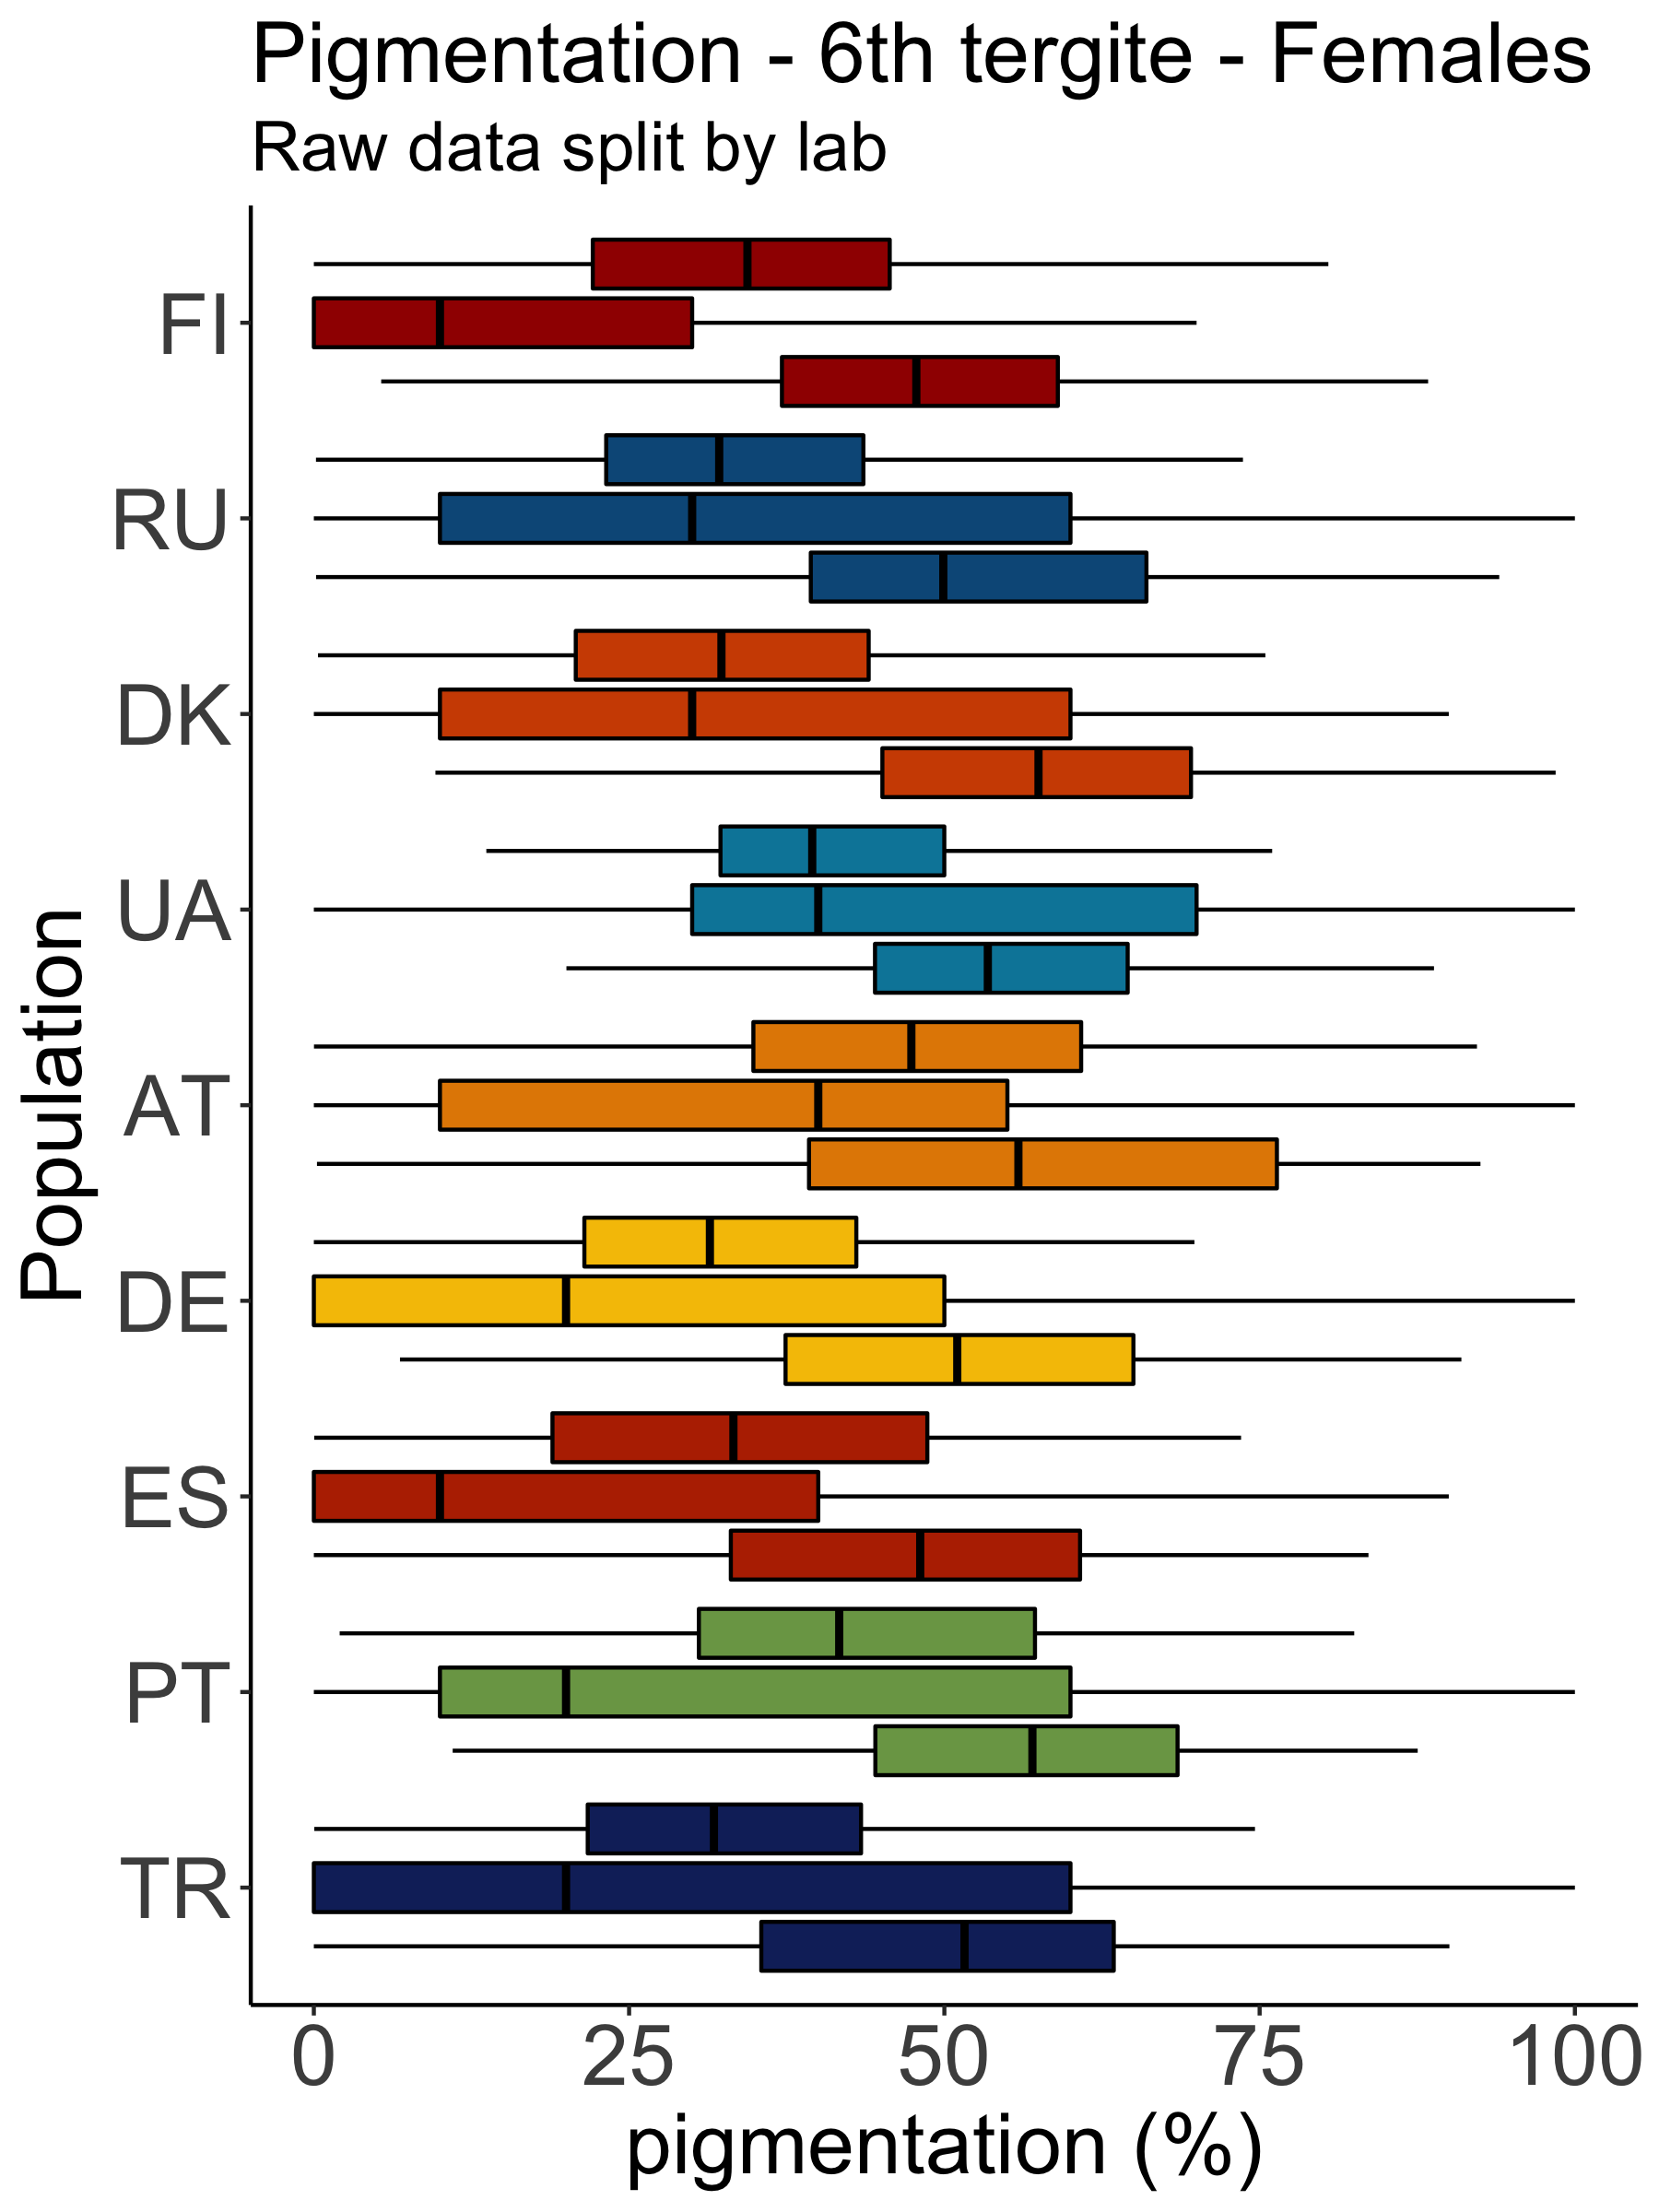 Pigmentation - 6th tergite - Females
Raw data split by lab
FI
RU
DK
UA
AT
DE
ES
PT
TR
Population
0 25 50 75 100
pigmentation (%)